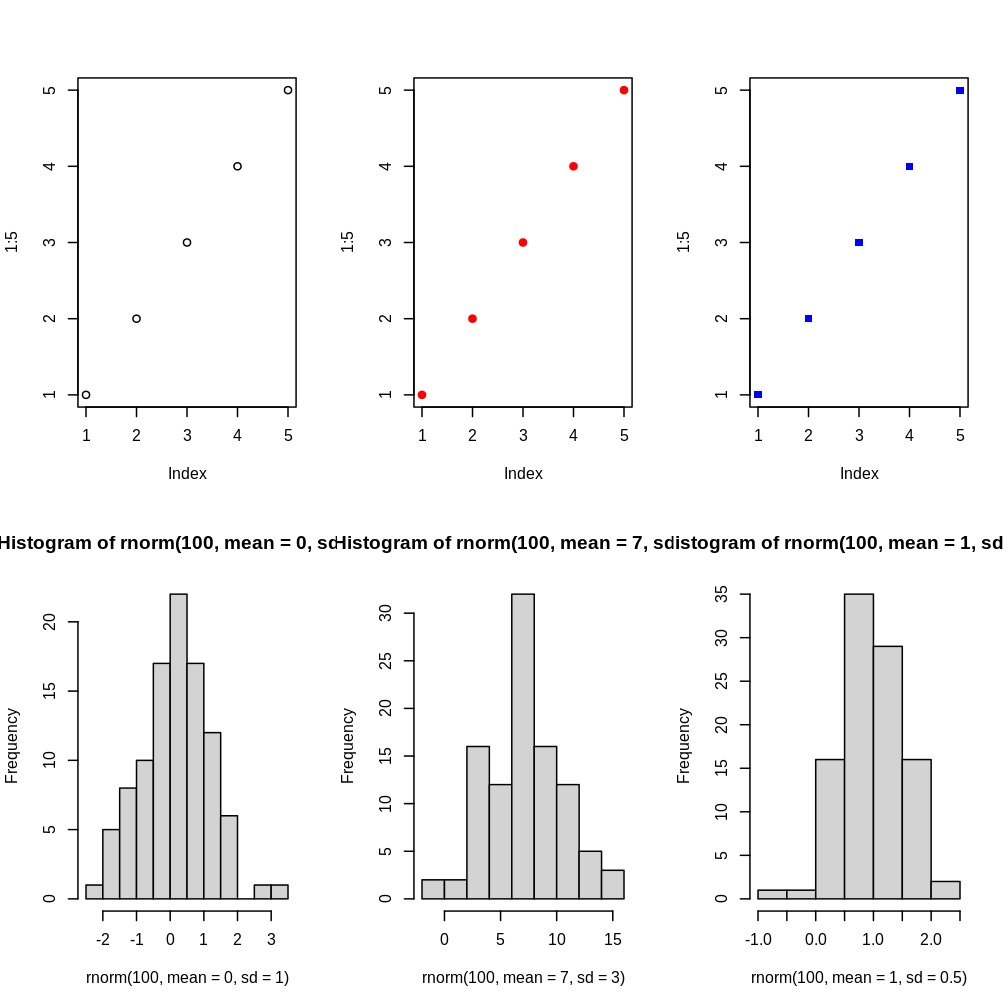 5
4
3
2
1
1:5
1 2 3 4 5
Index
5
4
3
2
1
1:5
1 2 3 4 5
Index
5
4
3
2
1
1:5
1 2 3 4 5
Index
Histogram of rnorm(100, mean = 0, sd
20
15
10
5
0
Frequency
-2 -1 0 1 2 3
rnorm(100, mean = 0, sd = 1)
Histogram of rnorm(100, mean = 7, sd
30
25
20
15
10
5
0
Frequency
0 5 10 15
rnorm(100, mean = 7, sd = 3)
istogram of rnorm(100, mean = 1, sd
35
30
25
20
15
10
5
0
Frequency
-1.0 0.0 1.0 2.0
rnorm(100, mean = 1, sd = 0.5)